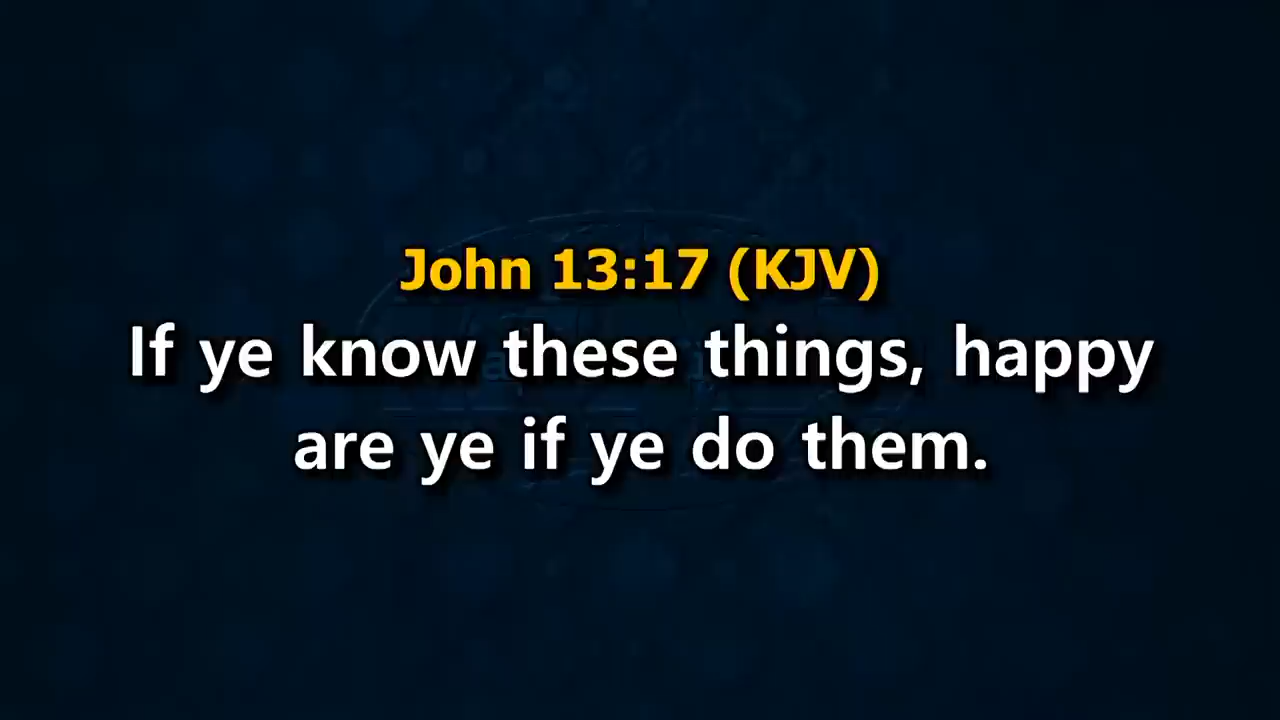 John 13:17 (KJV)
If ye know these things, happy
are ye if ye do them.